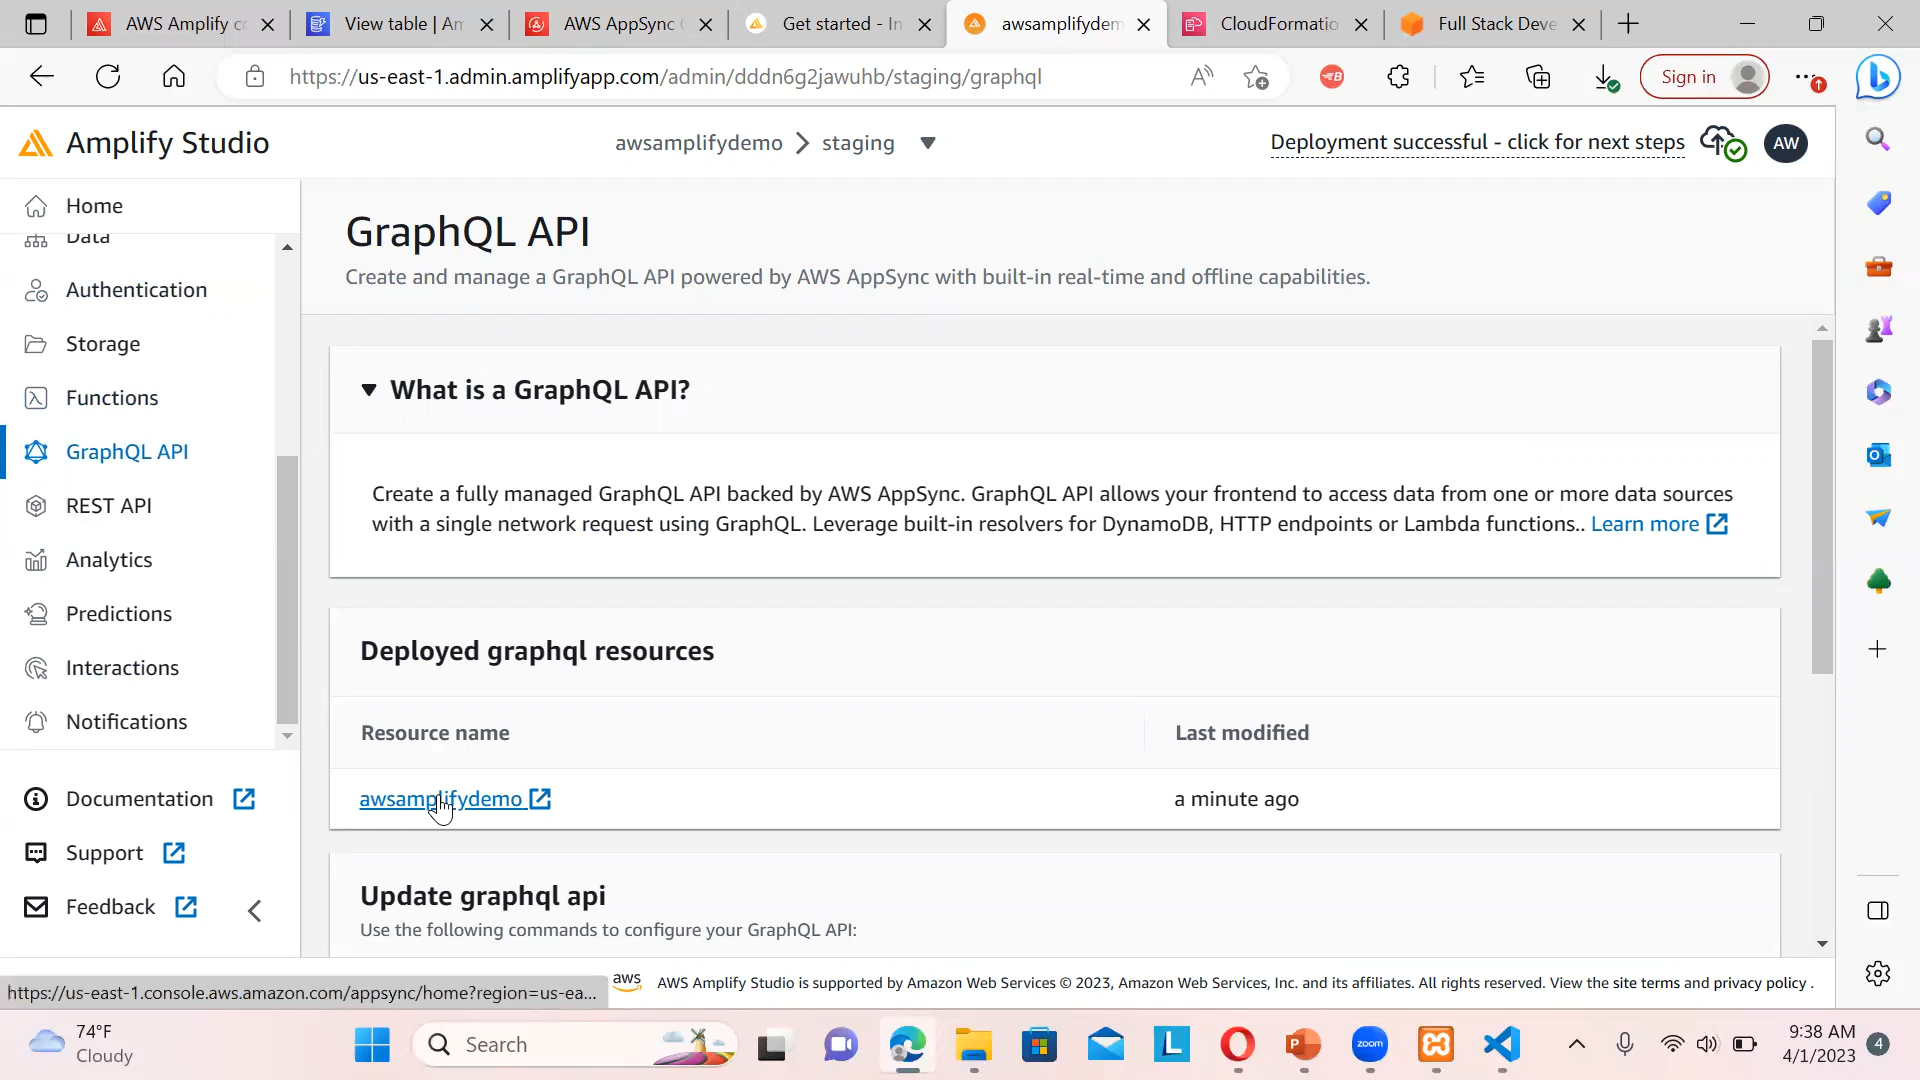 AWS Amplify co
View table | Am
AWS AppSync
Get started - In
awsamplifydem
CloudFormatio
Full Stack Deve
https://us-east-1.admin.amplifyapp.com/admin/dddn6g2jawuhb/staging/graphql
Sign in
Amplify Studio
awsamplifydemo
staging
Deployment successful - click for next steps
AW
Home
Data
Authentication
Storage
Functions
GraphQL API
REST API
Analytics
Predictions
Interactions
Notifications
Documentation
Support
Feedback
GraphQL API
Create and manage a GraphQL API powered by AWS AppSync with built-in real-time and offline capabilities.
What is a GraphQL API?
Create a fully managed GraphQL API backed by AWS AppSync. GraphQL API allows your frontend to access data from one or more data sources
with a single network request using GraphQL. Leverage built-in resolvers for DynamoDB, HTTP endpoints or Lambda functions.. Learn more
Deployed graphql resources
Resource name
Last modified
awsamplifydemo
a minute ago
Update graphql api
Use the following commands to configure your GraphQL API:
https://us-east-1.console.aws.amazon.com/appsync/home?region=us-ea...
aws
AWS Amplify Studio is supported by Amazon Web Services © 2023, Amazon Web Services, Inc. and its affiliates. All rights reserved. View the site terms and privacy policy .
74°F
Cloudy
Search
zoom
9:38 AM
4/1/2023
4